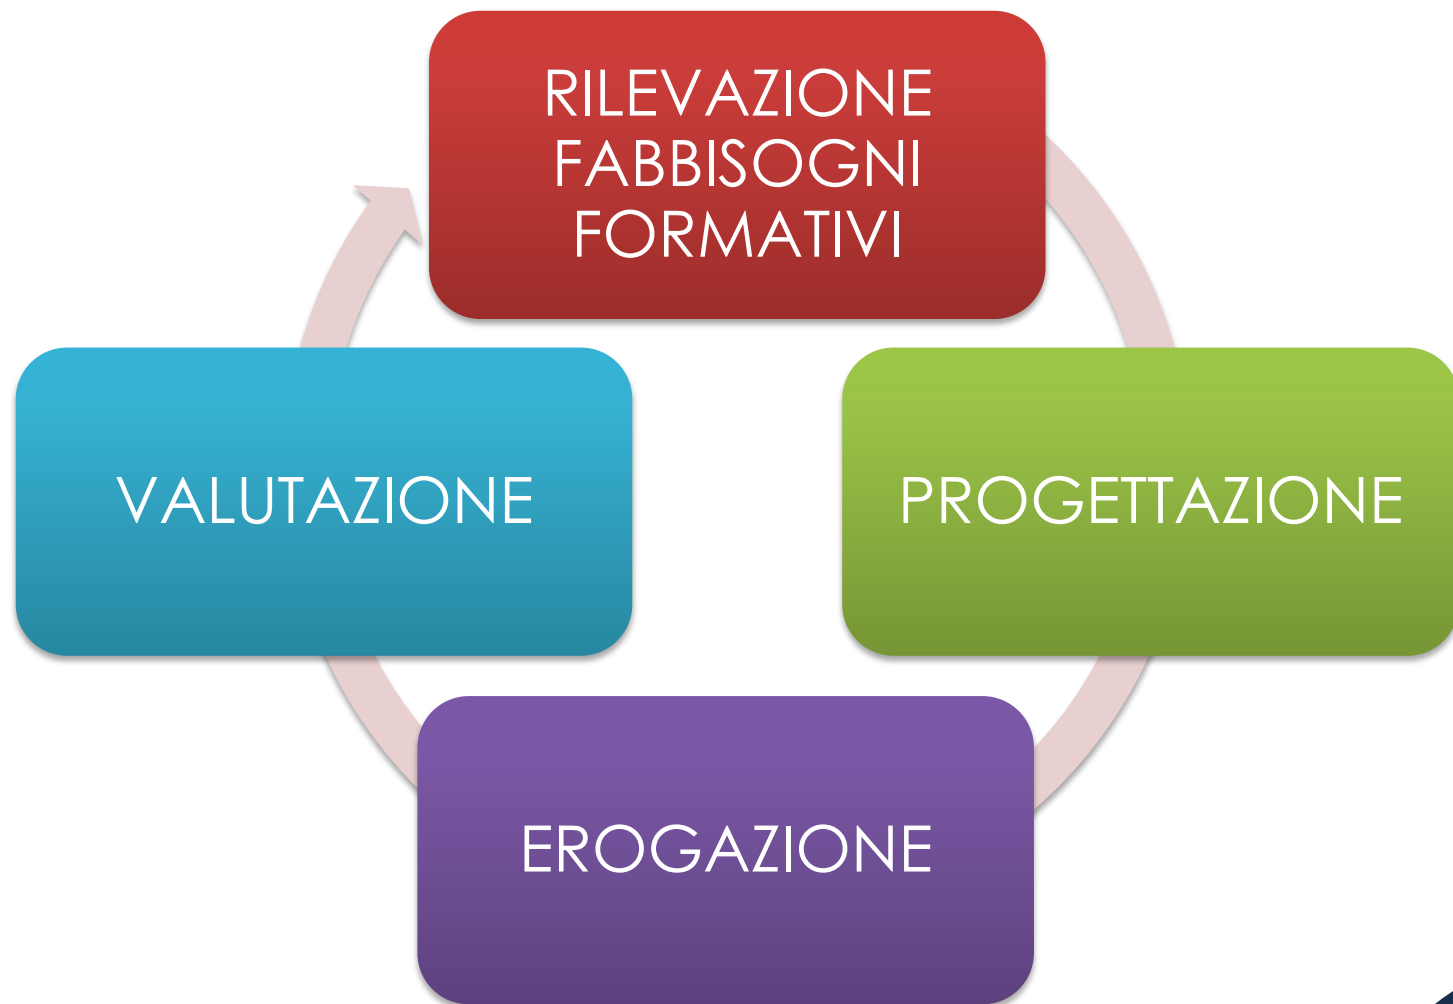 RILEVAZIONE
FABBISOGNI
FORMATIVI
VALUTAZIONE
PROGETTAZIONE
EROGAZIONE